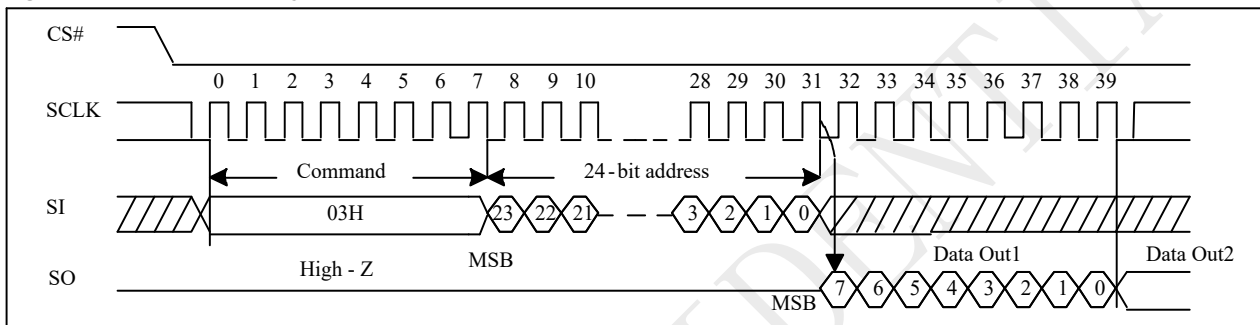 CS#
0 1 2 3 4 5 6 7 8 9 10 28 29 30 31 32 33 34 35 36 37 38 39
SCLK
Command 24-bit address
SI 03H 23 22 21 3 2 1 0
High - Z MSB Data Out1 Data Out2
SO MSB 7 6 5 4 3 2 1 0